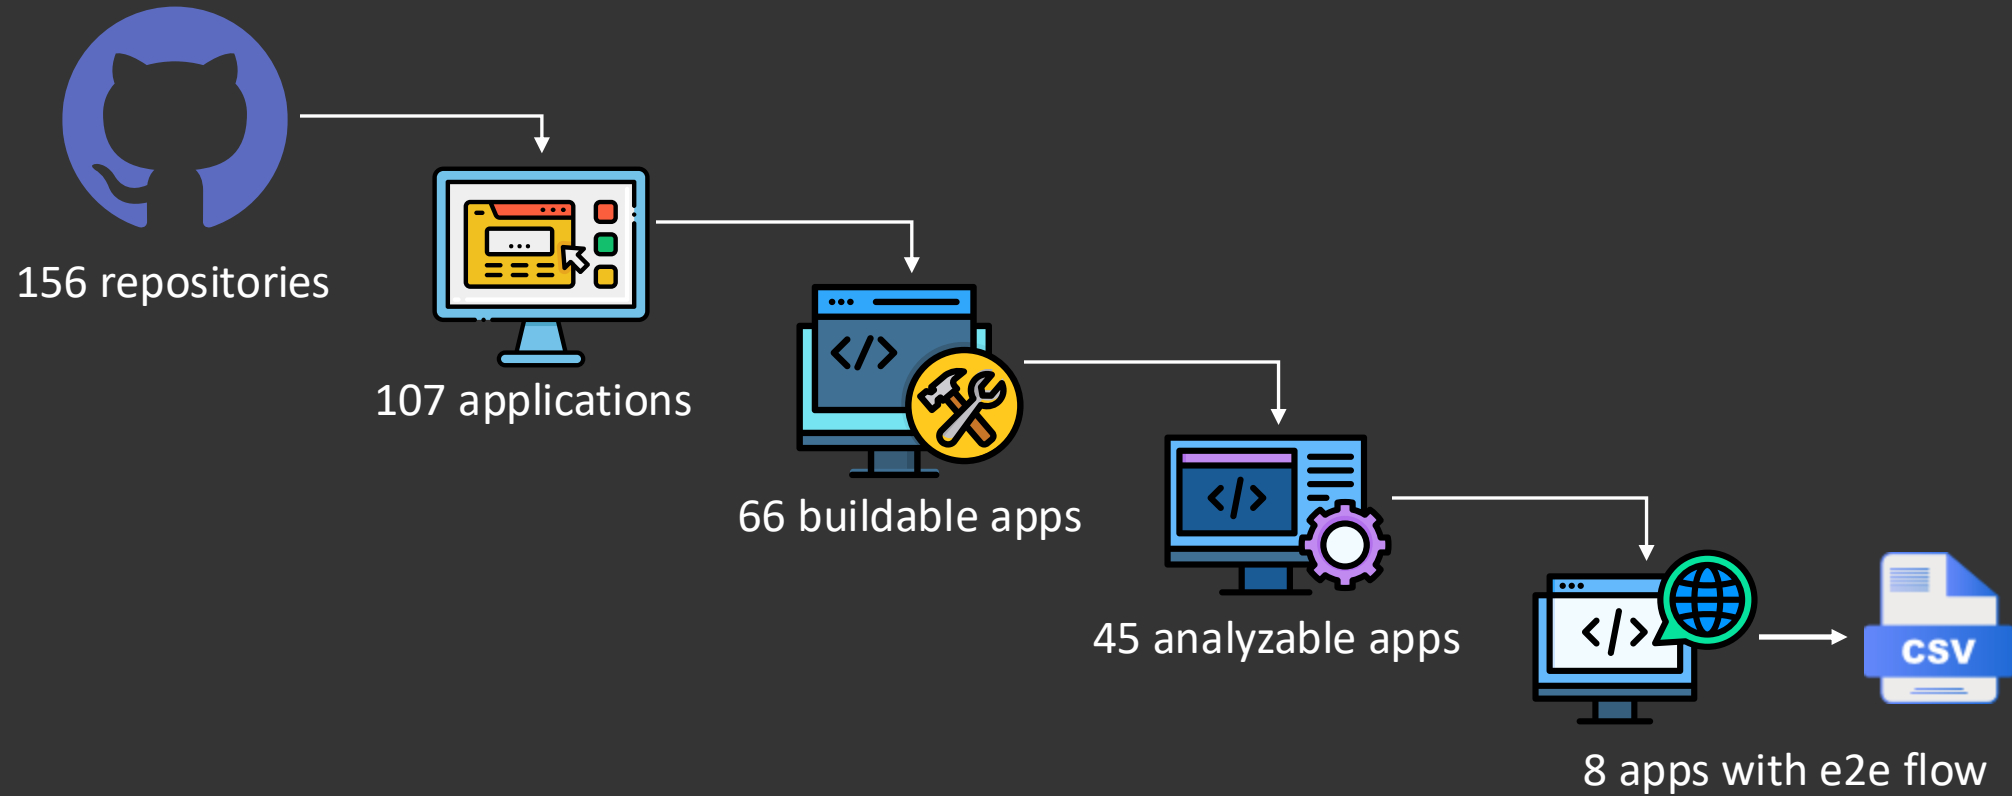 156 repositories
107 applications
</>
66 buildable apps
</>
45 analyzable apps
</>
CSV
8 apps with e2e flow